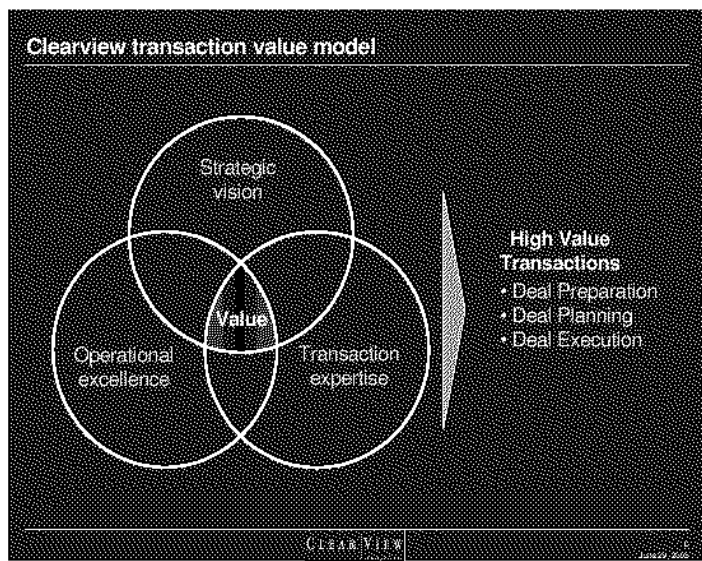 Clearview transaction value model
Strategic
vision
Value
Operational
excellence
Transaction
expertise
High Value
Transactions
• Deal Preparation
• Deal Planning
• Deal Execution
CLEARVIEW